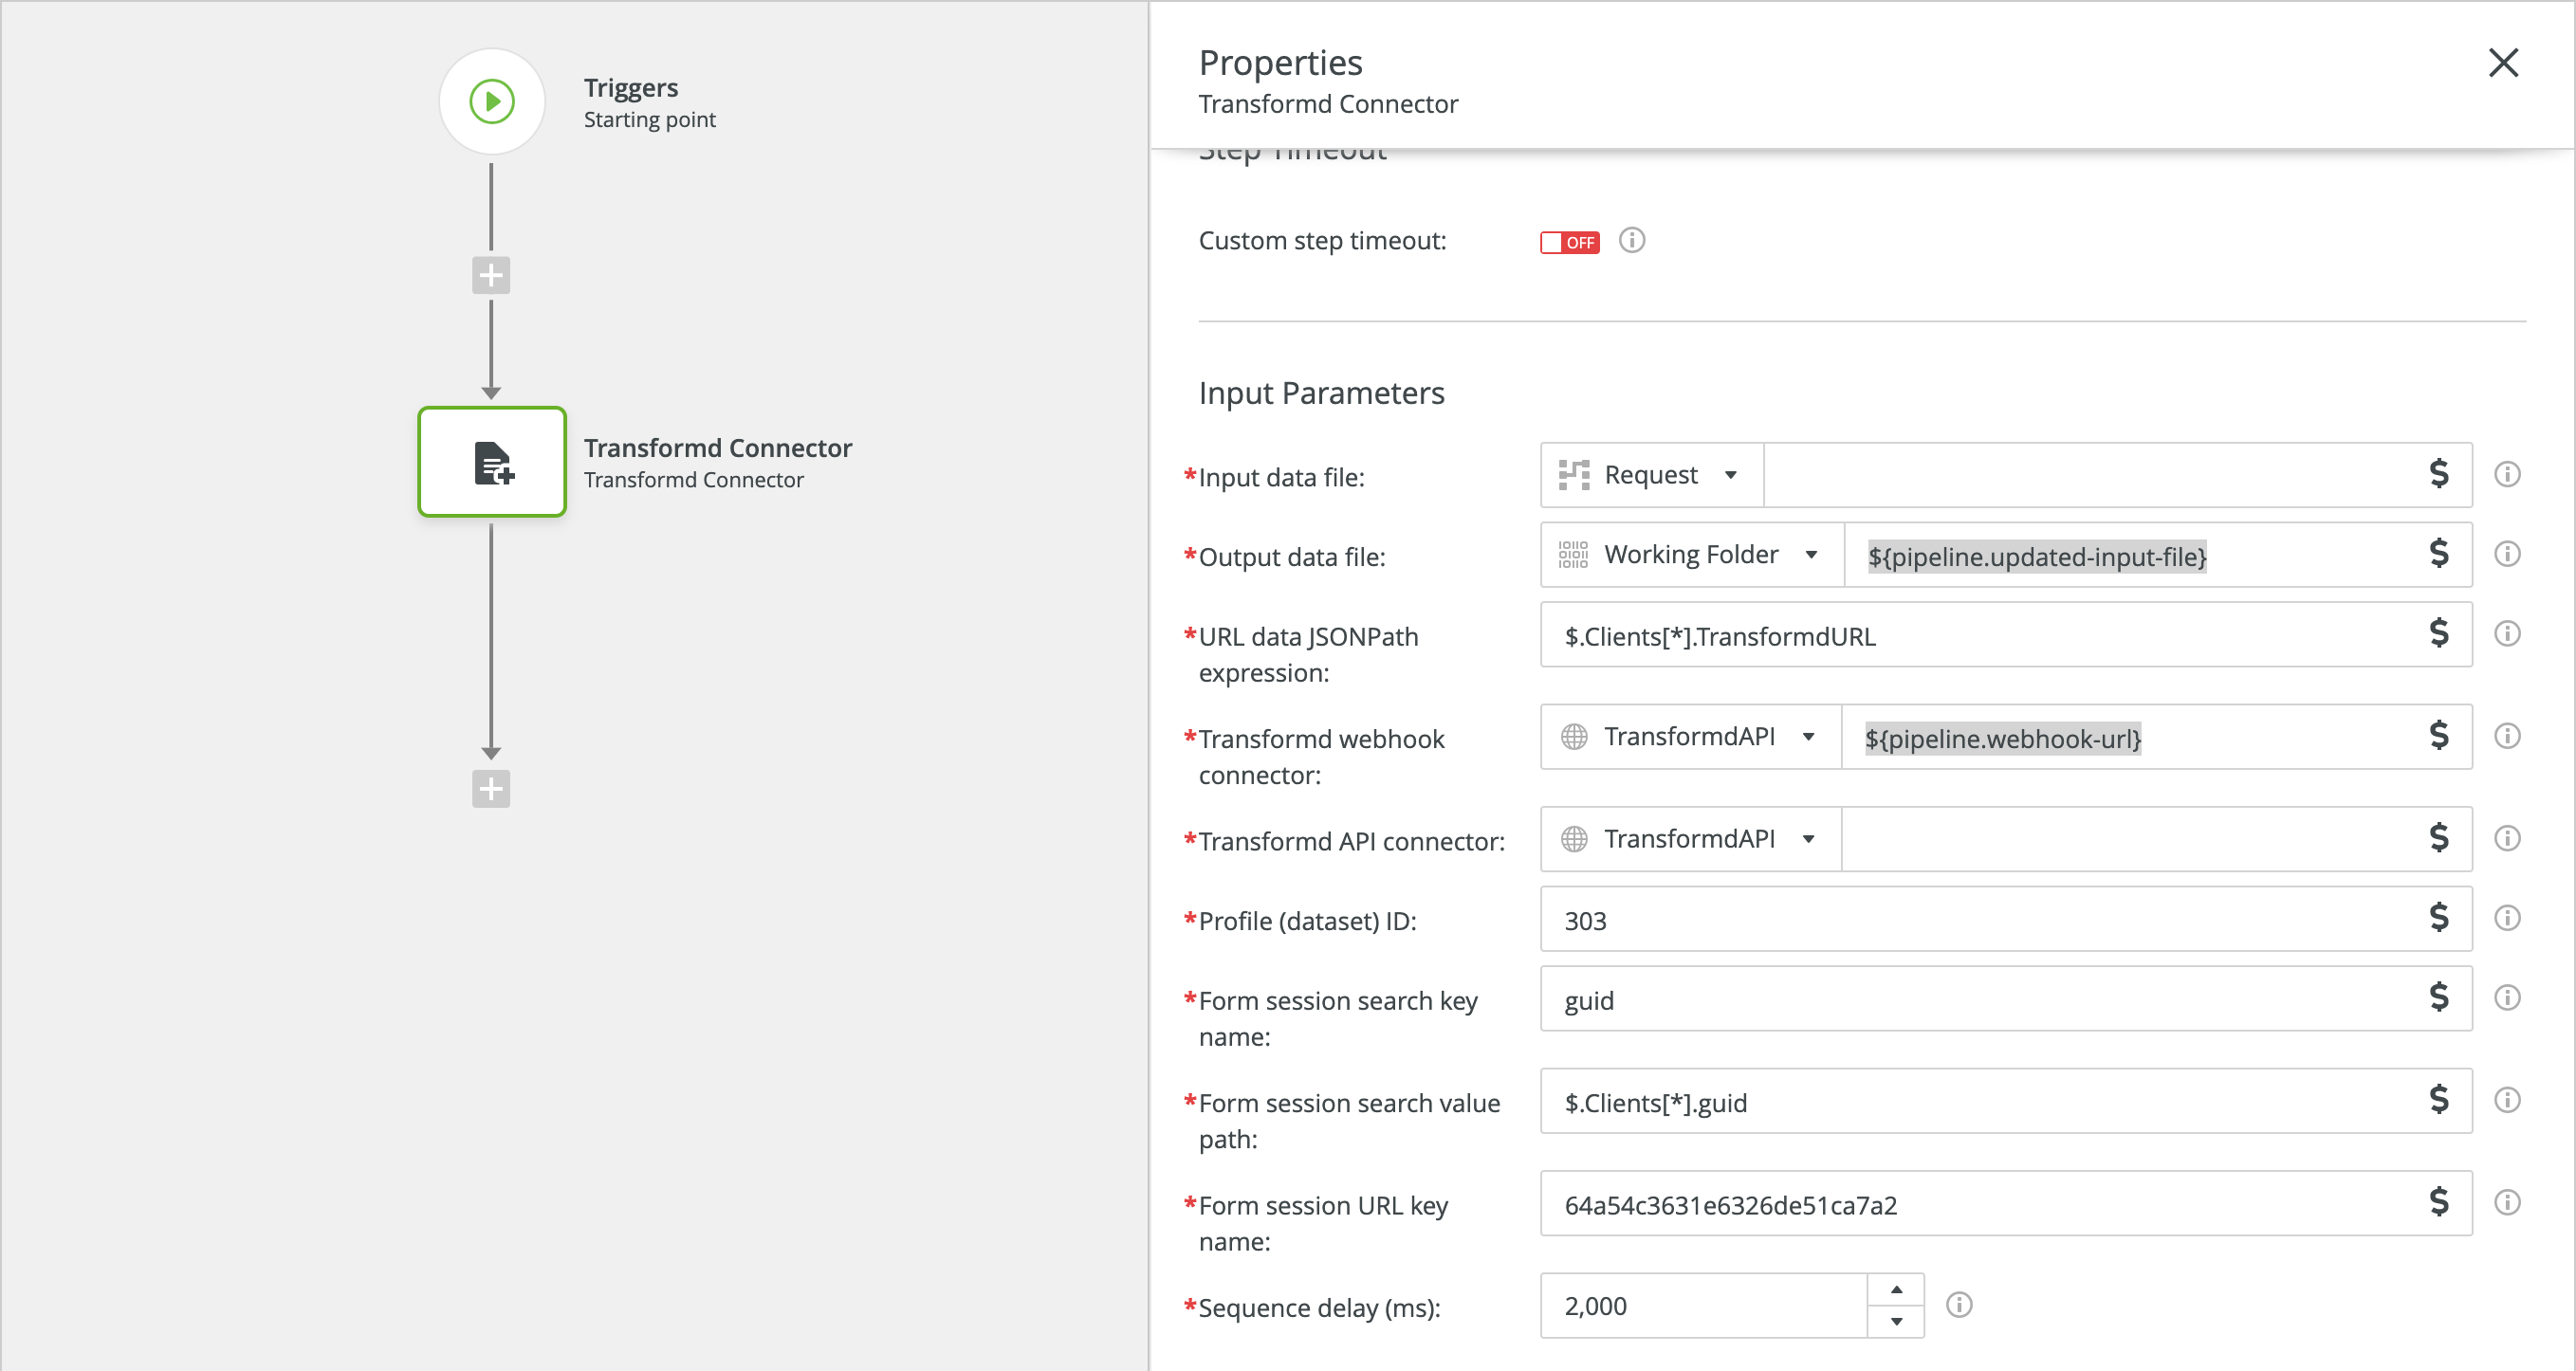 Triggers
Starting point
Transformd Connector
Transformd Connector
Properties
Transformd Connector
Step Timeout
Custom step timeout:
OFF
Input Parameters
*Input data file:
Request
$
*Output data file:
Working Folder
${pipeline.updated-input-file}
$
*URL data JSONPath
expression:
$.Clients[*].TransformdURL
$
*Transformd webhook
connector:
TransformdAPI
${pipeline.webhook-url}
$
*Transformd API connector:
TransformdAPI
$
*Profile (dataset) ID:
303
$
*Form session search key
name:
guid
$
*Form session search value
path:
$.Clients[*].guid
$
*Form session URL key
name:
64a54c3631e6326de51ca7a2
$
*Sequence delay (ms):
2,000